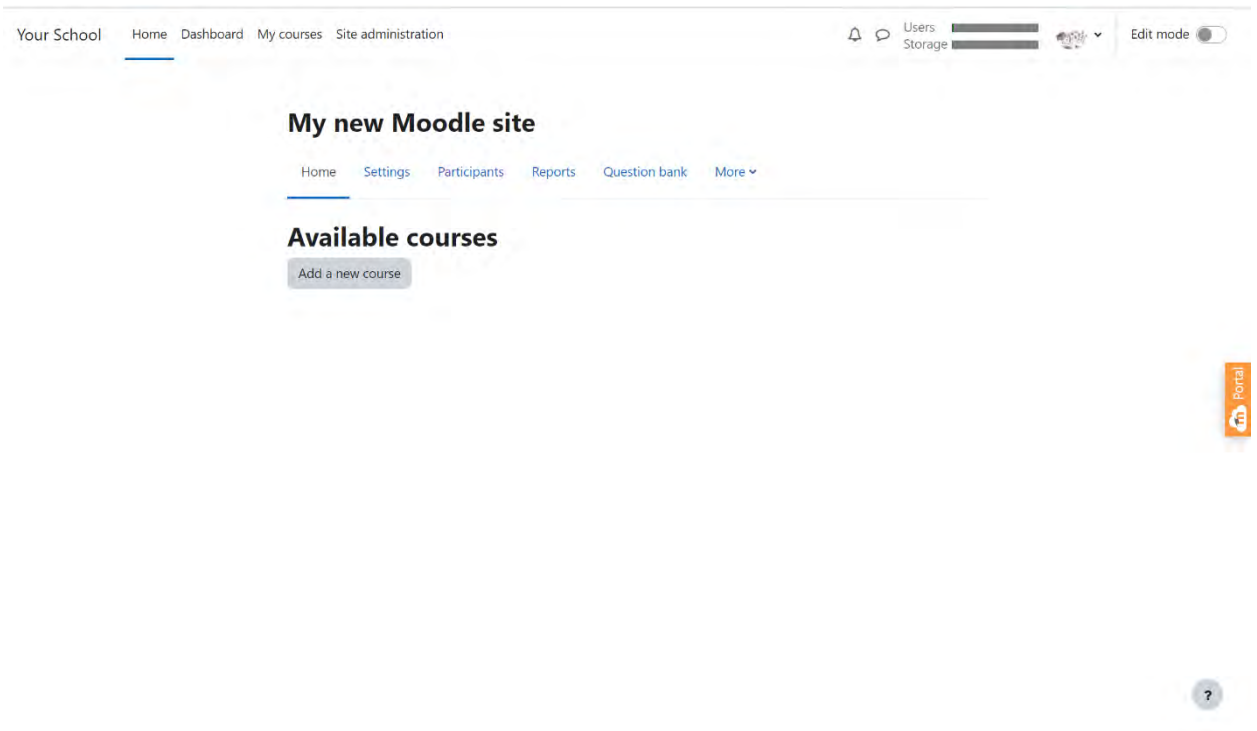 Your School Home Dashboard My courses Site administration Users Edit mode
Storage
My new Moodle site
Home Settings Participants Reports Question bank More
Available courses
Add a new course
m Portal
?